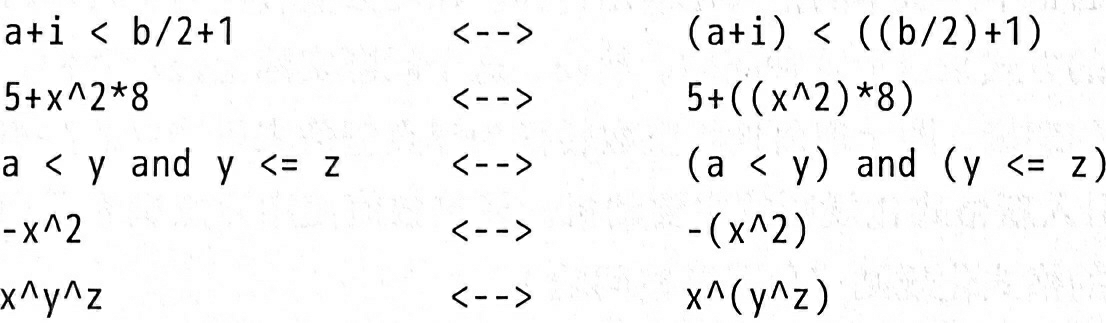 a+i < b/2+1 <--> (a+i) < ((b/2)+1)
5+x^2*8 <--> 5+((x^2)*8)
a < y and y <= z <--> (a < y) and (y <= z)
-x^2 <--> -(x^2)
x^y^z <--> x^(y^z)